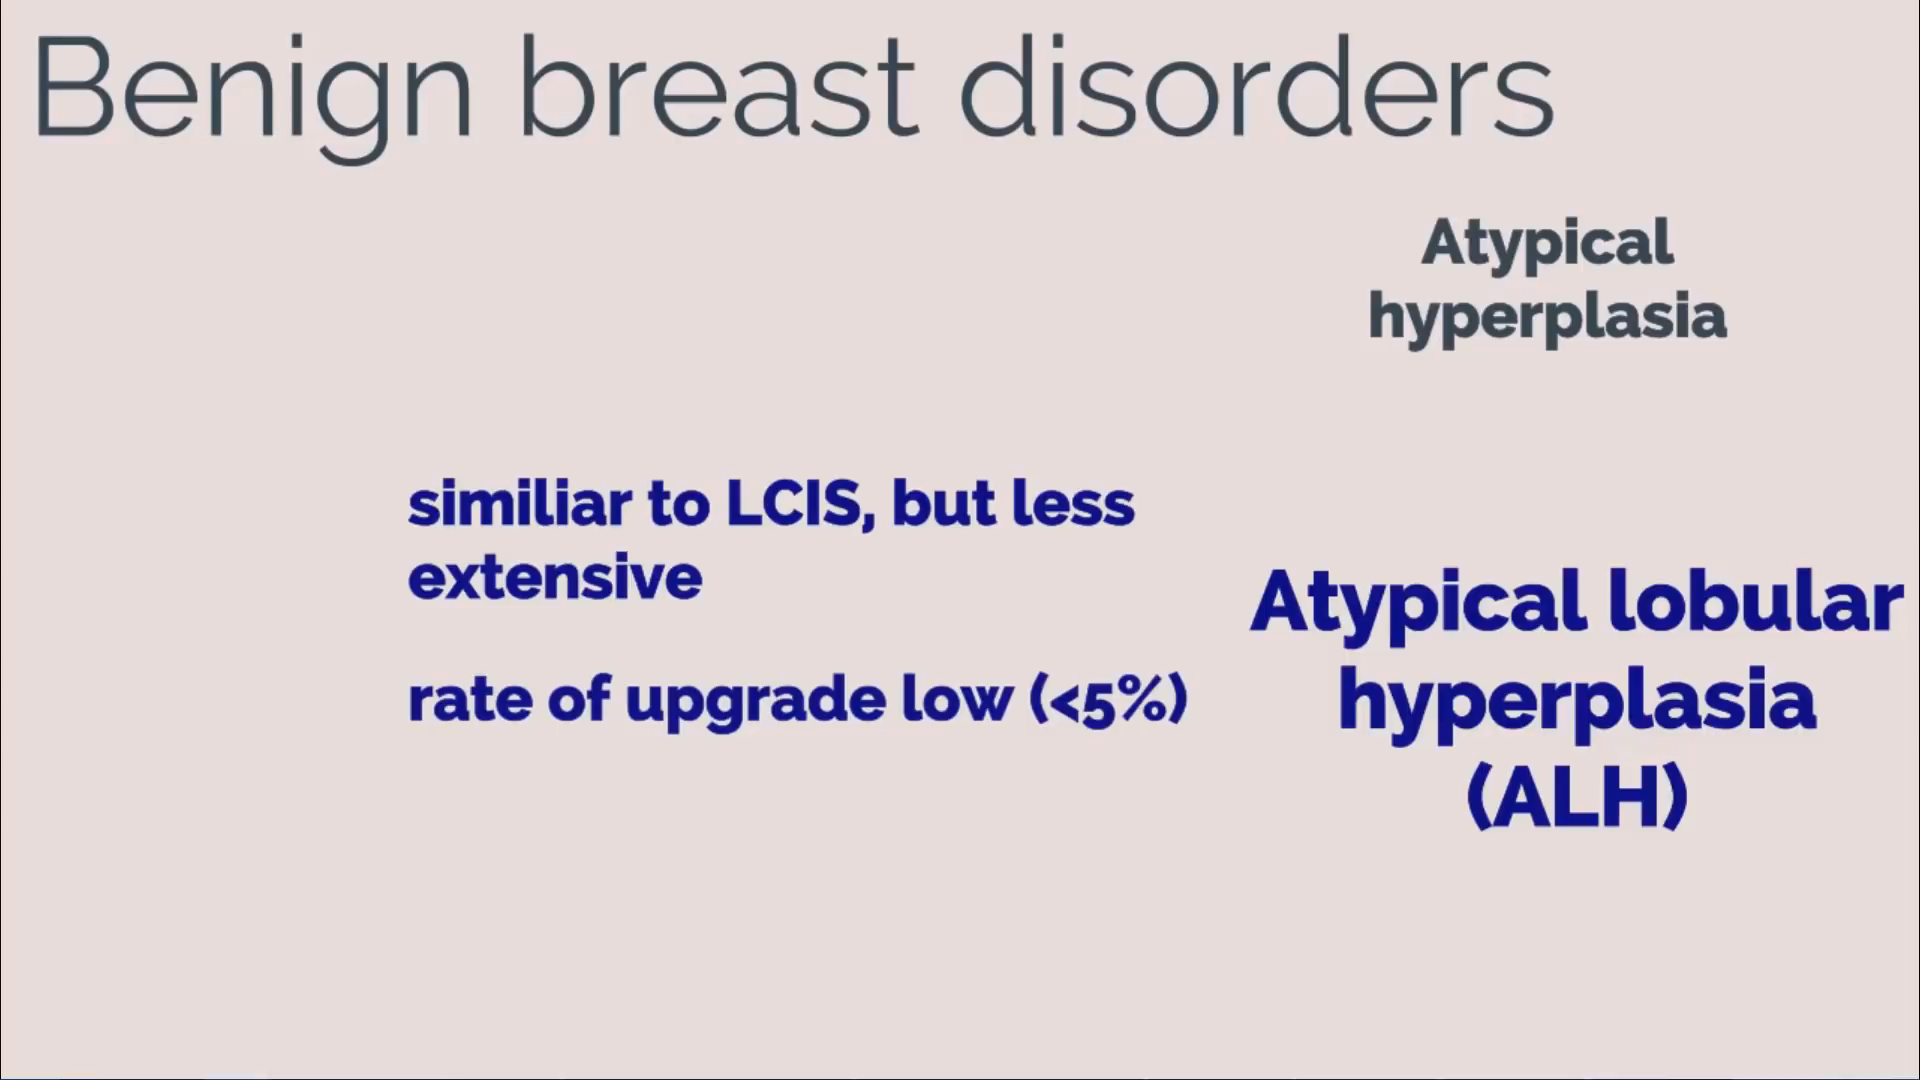 Benign breast disorders
Atypical
hyperplasia
similiar to LCIS, but less
extensive
rate of upgrade low (<5%)
Atypical lobular
hyperplasia
(ALH)